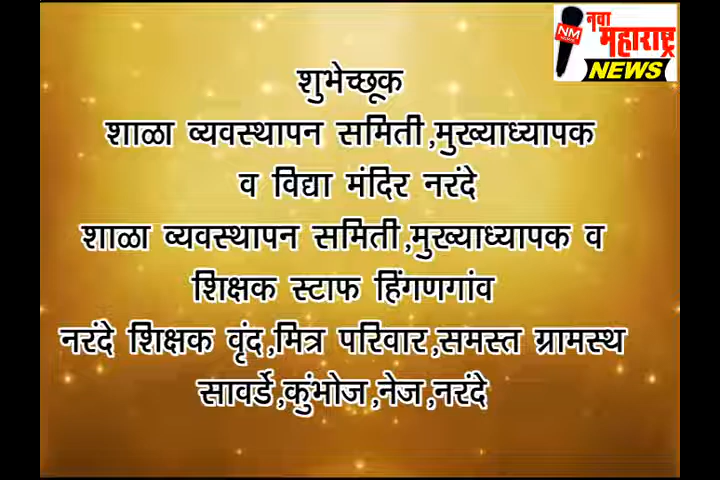 नवा
महाराष्ट्र
NM
NEWS
शुभेच्छूक
शाळा व्यवस्थापन समिती,मुख्याध्यापक
व विद्या मंदिर नरंदे
शाळा व्यवस्थापन समिती,मुख्याध्यापक व
शिक्षक स्टाफ हिंगणगांव
नरंदे शिक्षक वृंद,मित्र परिवार,समस्त ग्रामस्थ
सावर्डे,कुंभोज,नेज,नरंदे